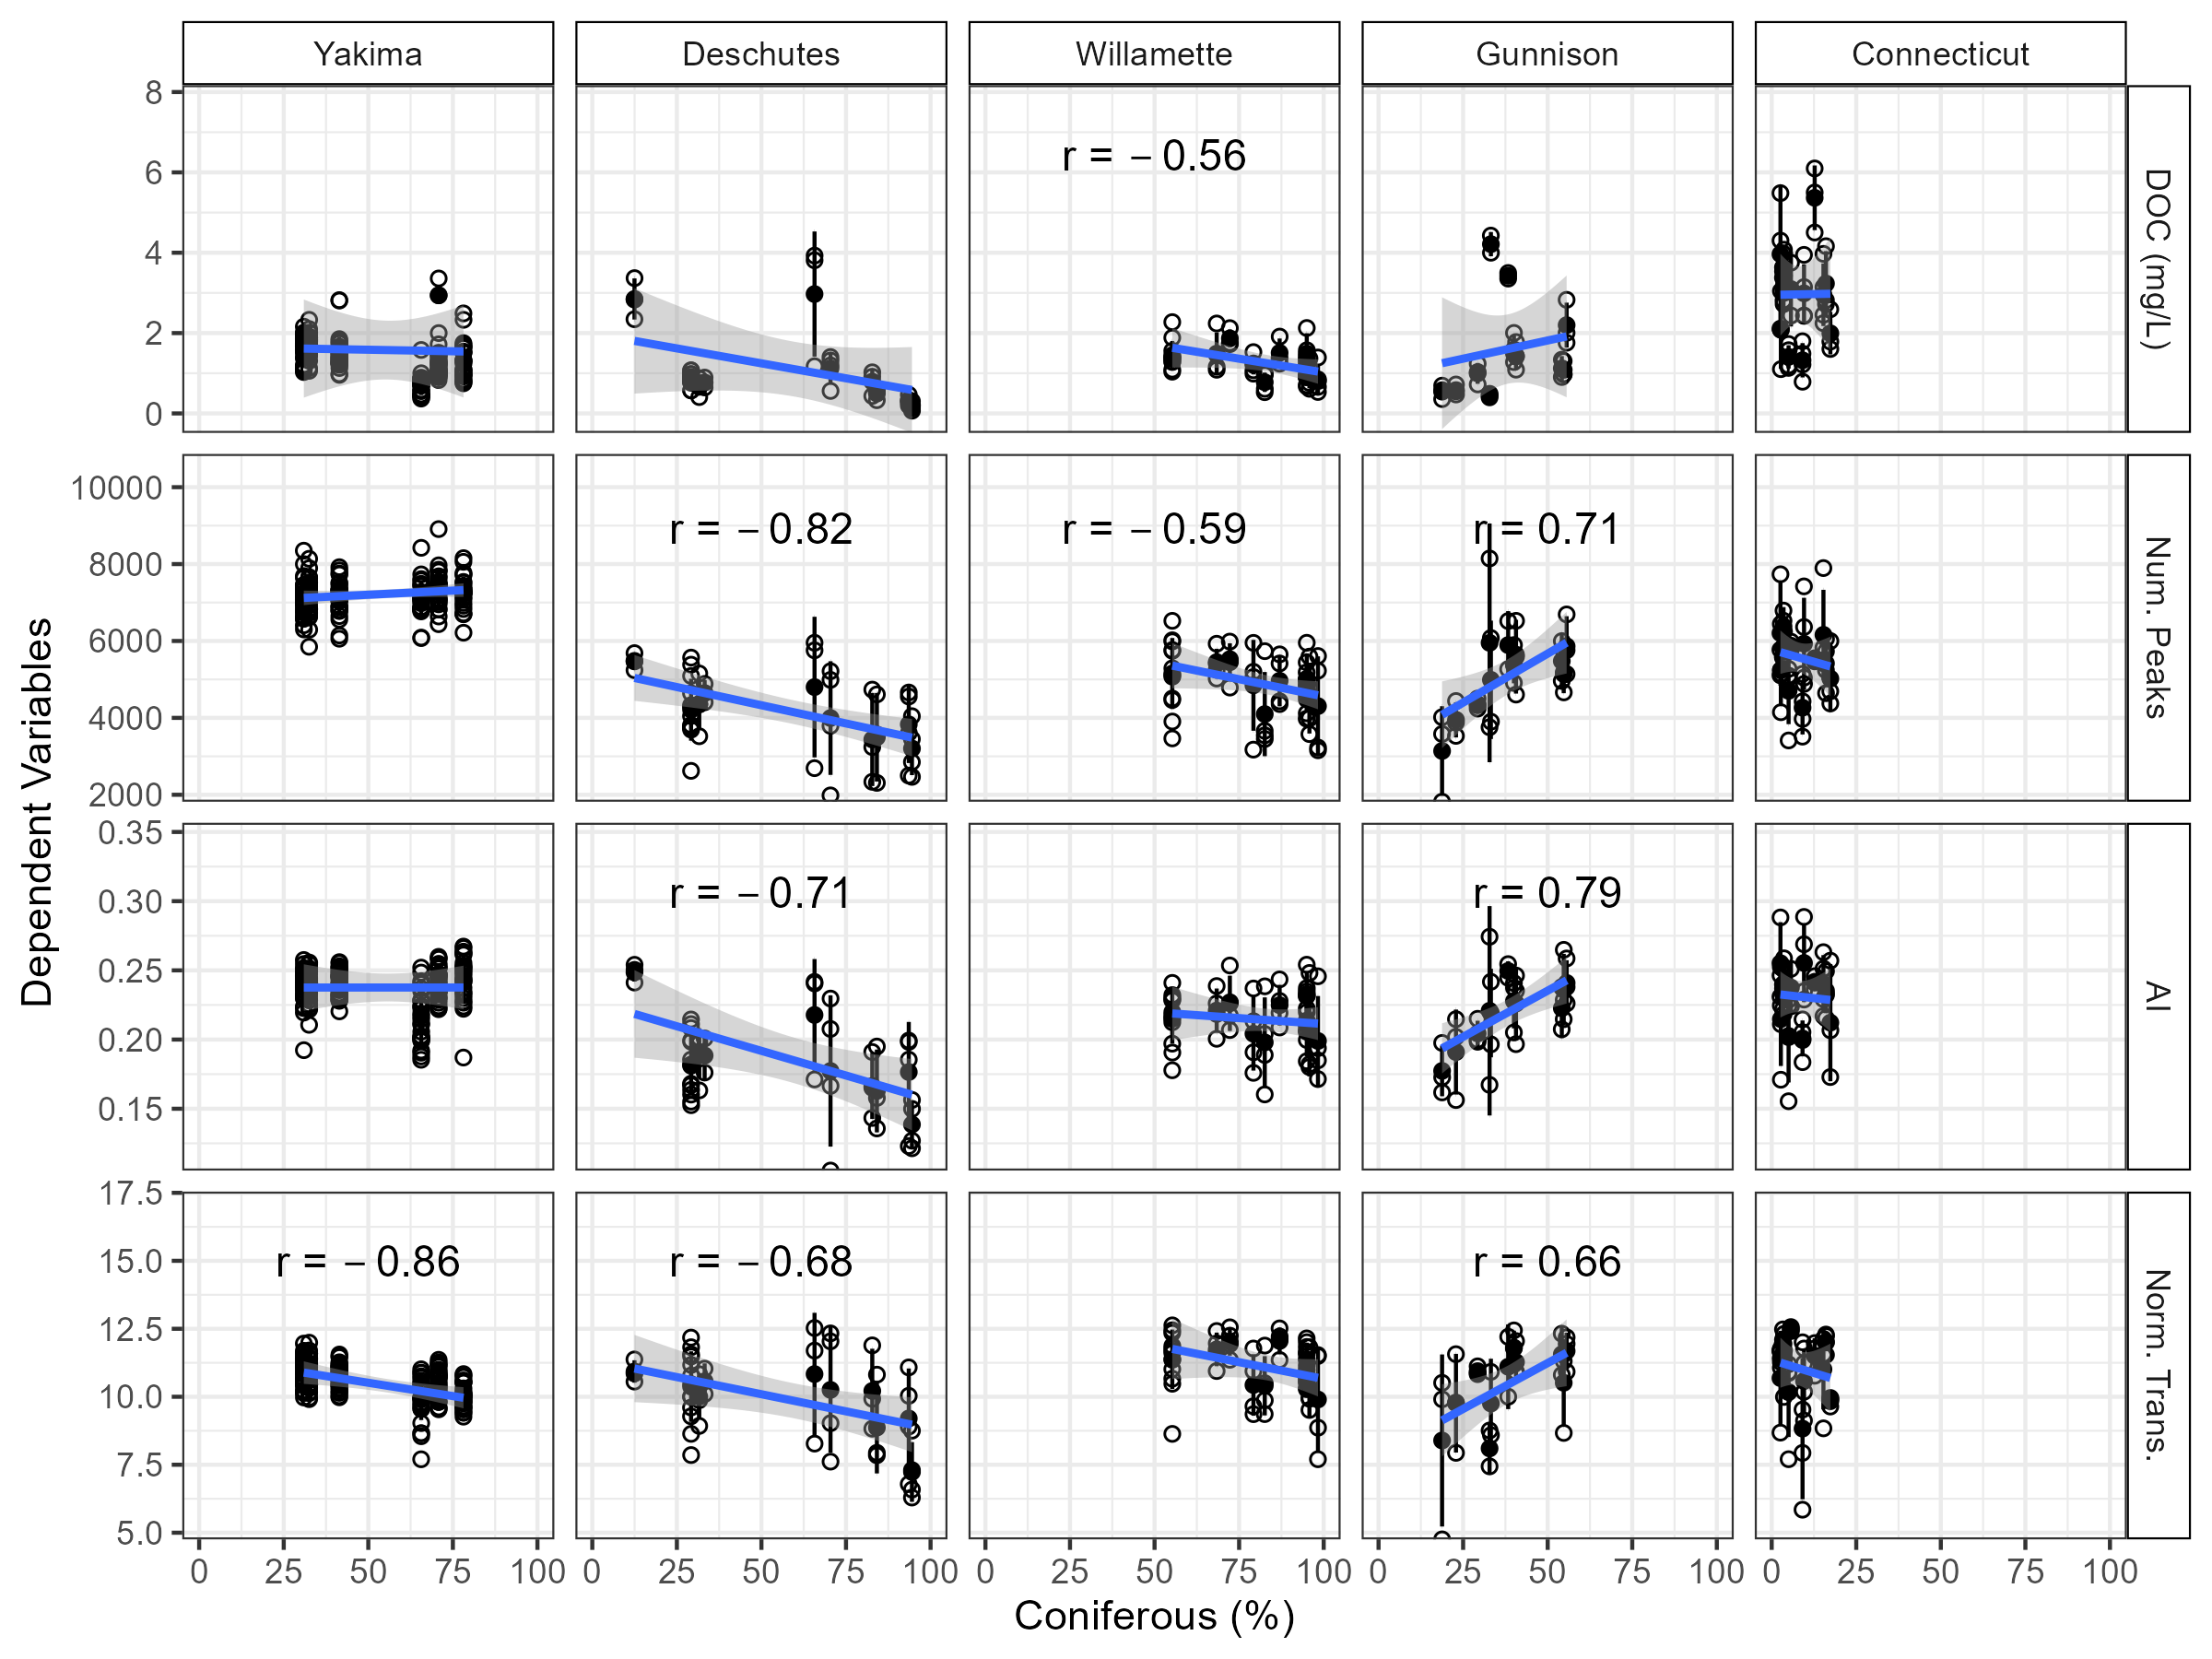 Yakima Deschutes Willamette Gunnison Connecticut
8
6
4
2
0
r = − 0.56
DOC (mg/L)
10000
8000
6000
4000
2000
r = − 0.82 r = − 0.59 r = 0.71
Num. Peaks
Dependent Variables
0.35
0.30
0.25
0.20
0.15
r = − 0.71 r = 0.79
AI
17.5
15.0
12.5
10.0
7.5
5.0
r = − 0.86 r = − 0.68 r = 0.66
Norm. Trans.
0 25 50 75 100 0 25 50 75 100 0 25 50 75 100 0 25 50 75 100 0 25 50 75 100
Coniferous (%)